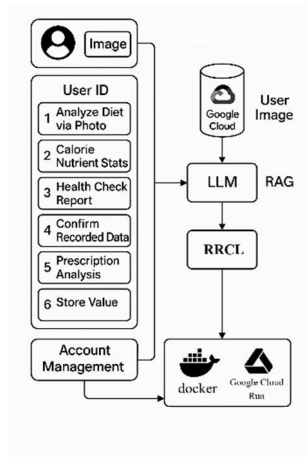 Image
User ID
1 Analyze Diet
via Photo
2 Calorie
Nutrient Stats
3 Health Check
Report
4 Confirm
Recorded Data
5 Prescription
Analysis
6 Store Value
Account
Management
Google
Cloud
User
Image
LLM
RAG
RRCL
docker
Google Cloud
Run